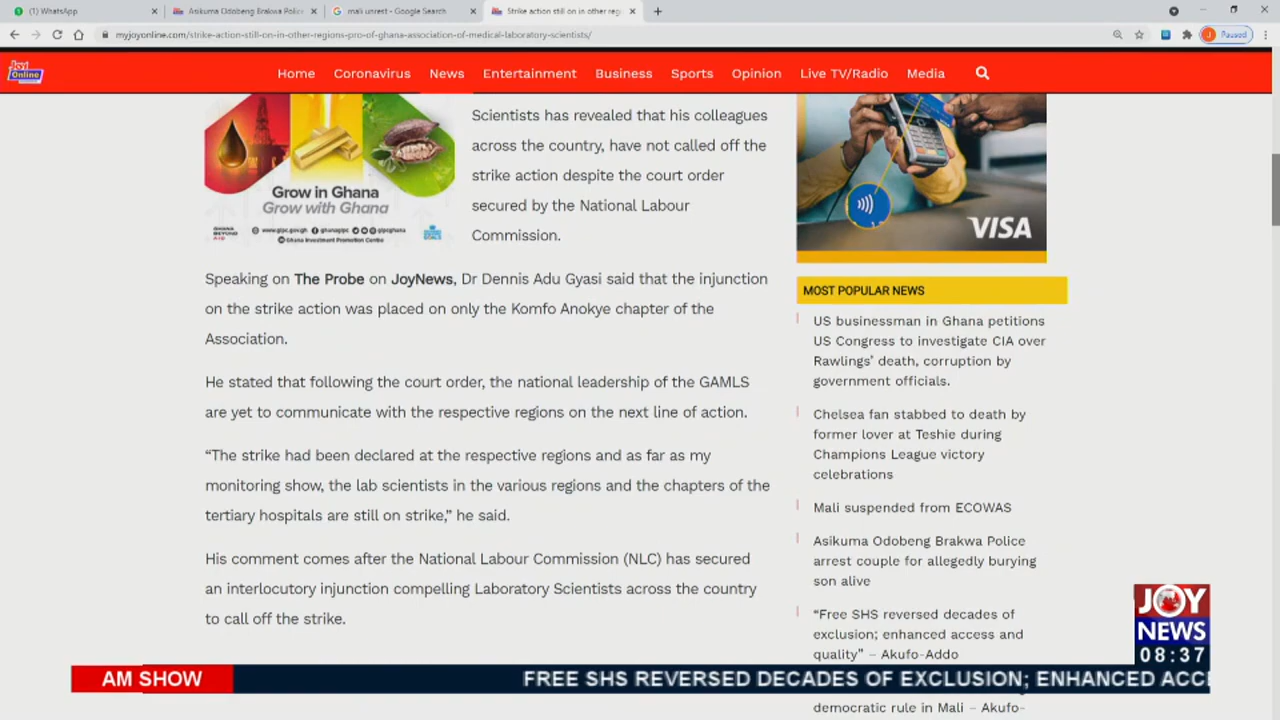 (1) WhatsApp
Asikuma Odobeng Brakwa Police
mali unrest - Google Search
Strike action still on in other reg
myjoyonline.com/strike-action-still-on-in-other-regions-pro-of-ghana-association-of-medical-laboratory-scientists/
J Paused
JOY
Online
Home Coronavirus News Entertainment Business Sports Opinion Live TV/Radio Media
Grow in Ghana
Grow with Ghana
www.gipc.gov.gh ghanagipc gipcghana
Ghana Investment Promotion Centre
Scientists has revealed that his colleagues
across the country, have not called off the
strike action despite the court order
secured by the National Labour
Commission.
Speaking on The Probe on JoyNews, Dr Dennis Adu Gyasi said that the injunction
on the strike action was placed on only the Komfo Anokye chapter of the
Association.
He stated that following the court order, the national leadership of the GAMLS
are yet to communicate with the respective regions on the next line of action.
“The strike had been declared at the respective regions and as far as my
monitoring show, the lab scientists in the various regions and the chapters of the
tertiary hospitals are still on strike,” he said.
His comment comes after the National Labour Commission (NLC) has secured
an interlocutory injunction compelling Laboratory Scientists across the country
to call off the strike.
VISA
MOST POPULAR NEWS
US businessman in Ghana petitions
US Congress to investigate CIA over
Rawlings’ death, corruption by
government officials.
Chelsea fan stabbed to death by
former lover at Teshie during
Champions League victory
celebrations
Mali suspended from ECOWAS
Asikuma Odobeng Brakwa Police
arrest couple for allegedly burying
son alive
“Free SHS reversed decades of
exclusion; enhanced access and
quality” – Akufo-Addo
democratic rule in Mali – Akufo-
JOY
NEWS
08:37
AM SHOW
FREE SHS REVERSED DECADES OF EXCLUSION; ENHANCED ACCE